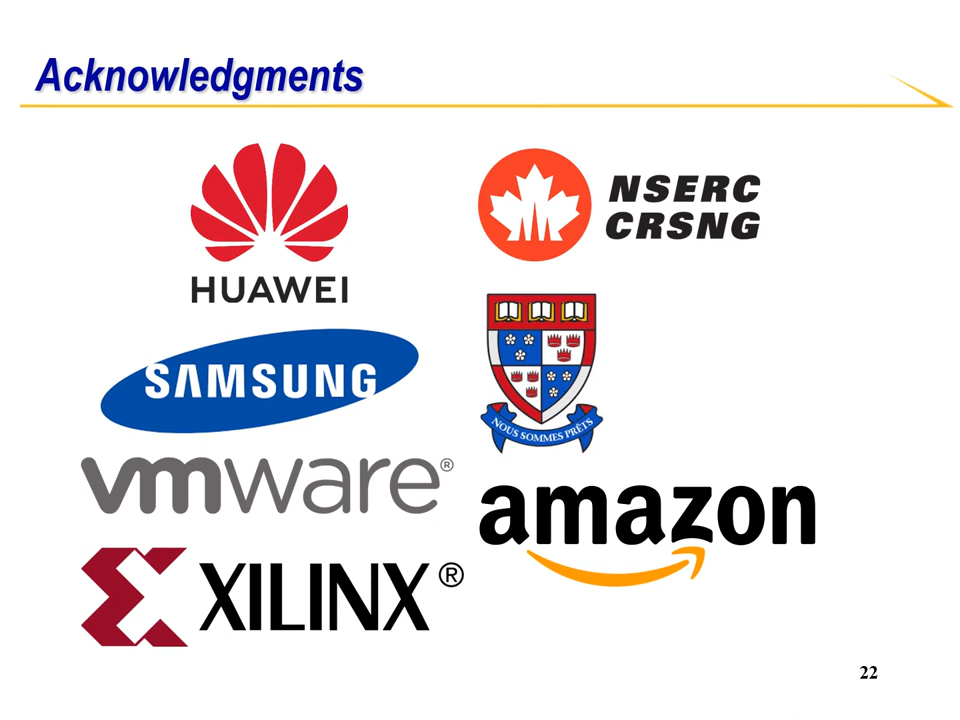 Acknowledgments
HUAWEI
NSERC
CRSNG
SAMSUNG
NOUS SOMMES PRÊTS
vmware®
amazon
XILINX®
22